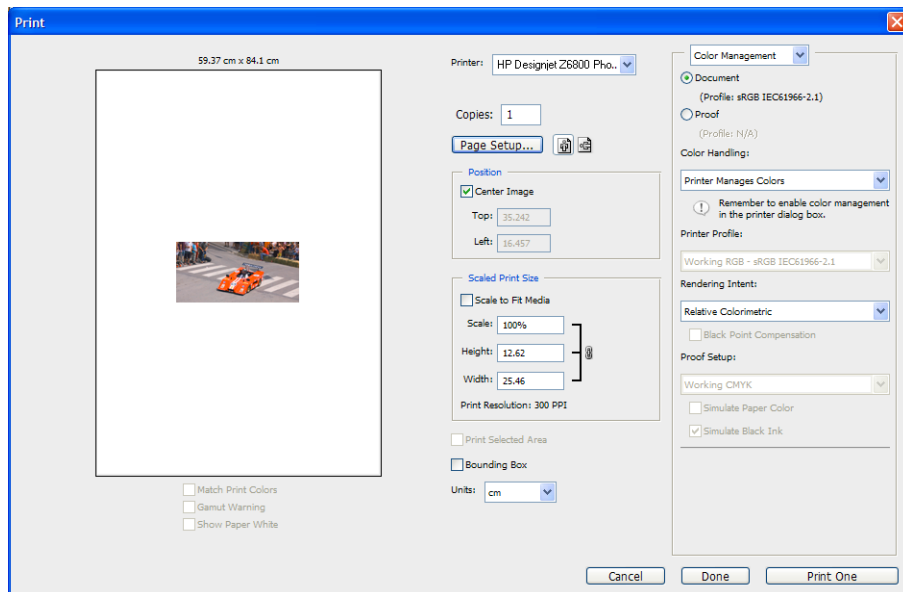 Print
59.37 cm x 84.1 cm
Match Print Colors
Gamut Warning
Show Paper White
Printer: HP Designjet Z6800 Pho..
Copies: 1
Page Setup...
Position
Center Image
Top: 35.242
Left: 16.457
Scaled Print Size
Scale to Fit Media
Scale: 100%
Height: 12.62
Width: 25.46
Print Resolution: 300 PPI
Print Selected Area
Bounding Box
Units: cm
Color Management
Document
(Profile: sRGB IEC61966-2.1)
Proof
(Profile: N/A)
Color Handling:
Printer Manages Colors
Remember to enable color management
in the printer dialog box.
Printer Profile:
Working RGB - sRGB IEC61966-2.1
Rendering Intent:
Relative Colorimetric
Black Point Compensation
Proof Setup:
Working CMYK
Simulate Paper Color
Simulate Black Ink
Cancel
Done
Print One